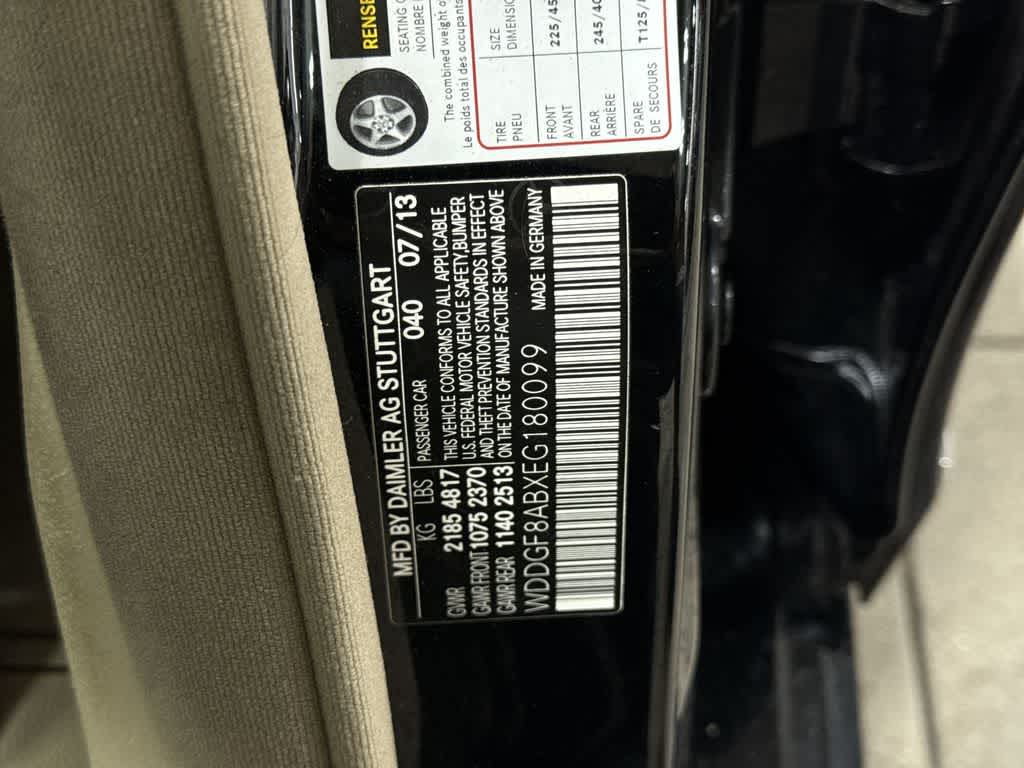 RENSE
SEATING
NOMBRE
The combined weight of
Le poids total des occupants
TIRE SIZE
PNEU DIMENSION
FRONT 225/45
AVANT
REAR 245/40
ARRIÈRE
SPARE T125/
DE SECOURS
MFD BY DAIMLER AG STUTTGART
KG LBS PASSENGER CAR 040 07/13
GVWR 2185 4817
GAWR FRONT 1075 2370
GAWR REAR 1140 2513
THIS VEHICLE CONFORMS TO ALL APPLICABLE
U.S. FEDERAL MOTOR VEHICLE SAFETY,BUMPER
AND THEFT PREVENTION STANDARDS IN EFFECT
ON THE DATE OF MANUFACTURE SHOWN ABOVE
WDDGF8ABXEG180099 MADE IN GERMANY